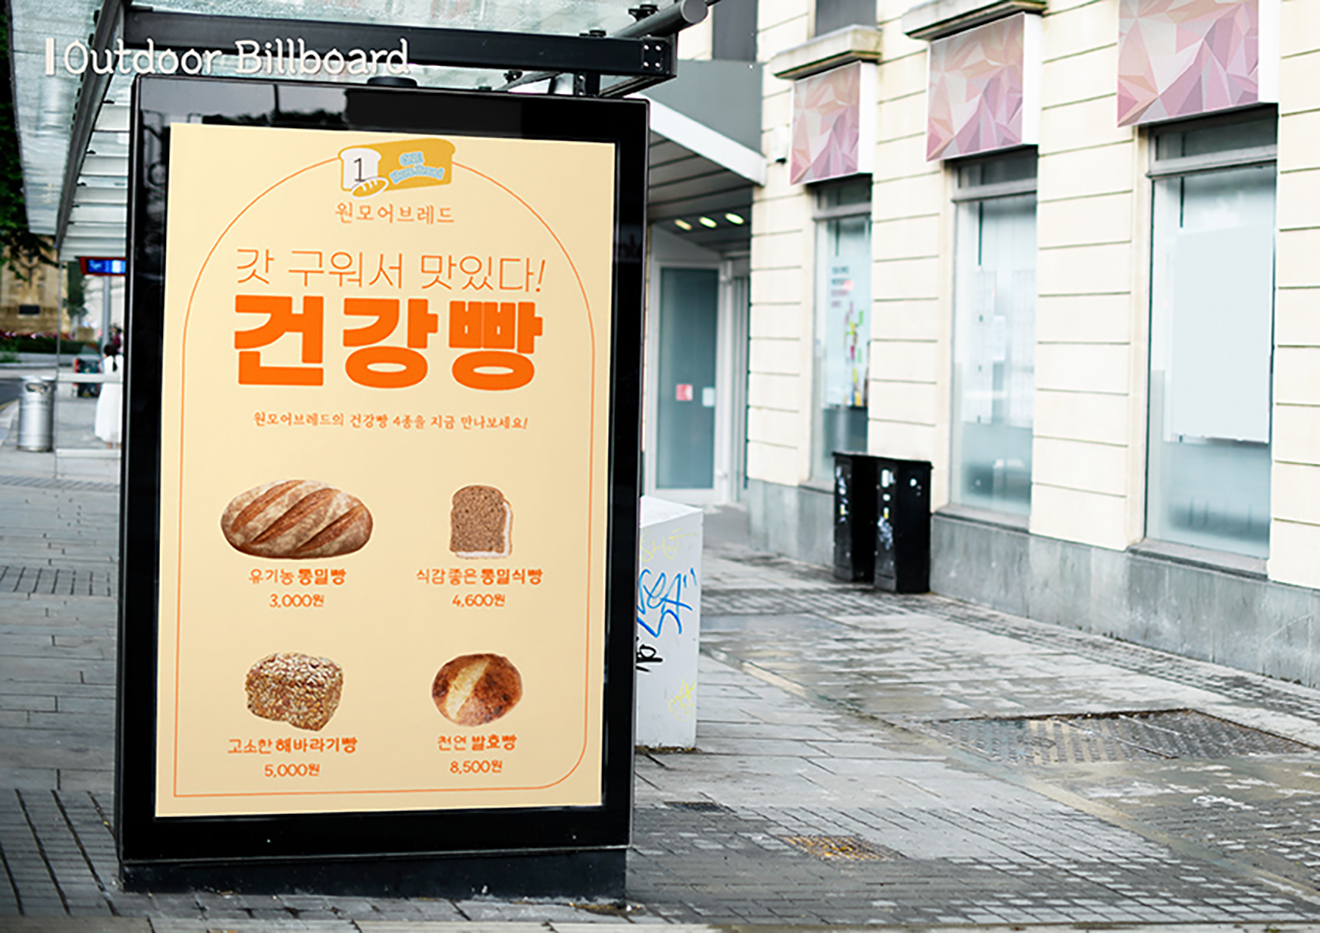 Outdoor Billboard
1
One
More Bread
원모어브레드
갓 구워서 맛있다!
건강빵
원모어브레드의 건강빵 4종을 지금 만나보세요!
유기농 통밀빵
3,000원
식감 좋은 통밀식빵
4,600원
고소한 해바라기빵
5,000원
천연 발효빵
8,500원